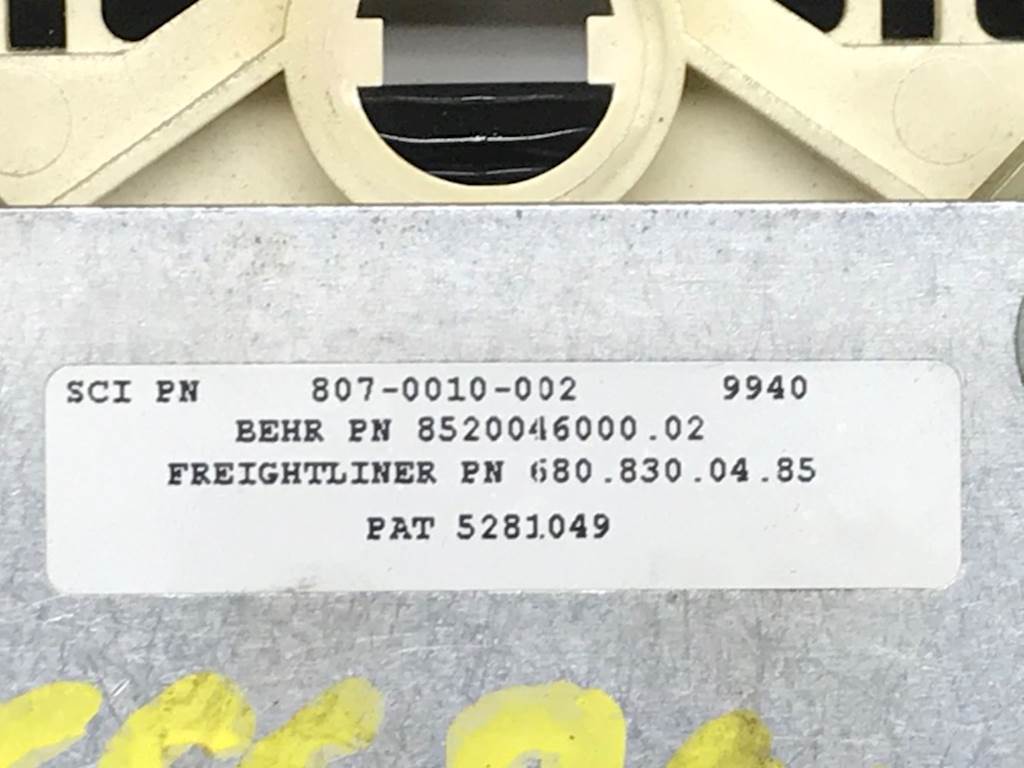 SCI PN 807-0010-002 9940
BEHR PN 8520046000.02
FREIGHTLINER PN 680.830.04.85
PAT 5281049